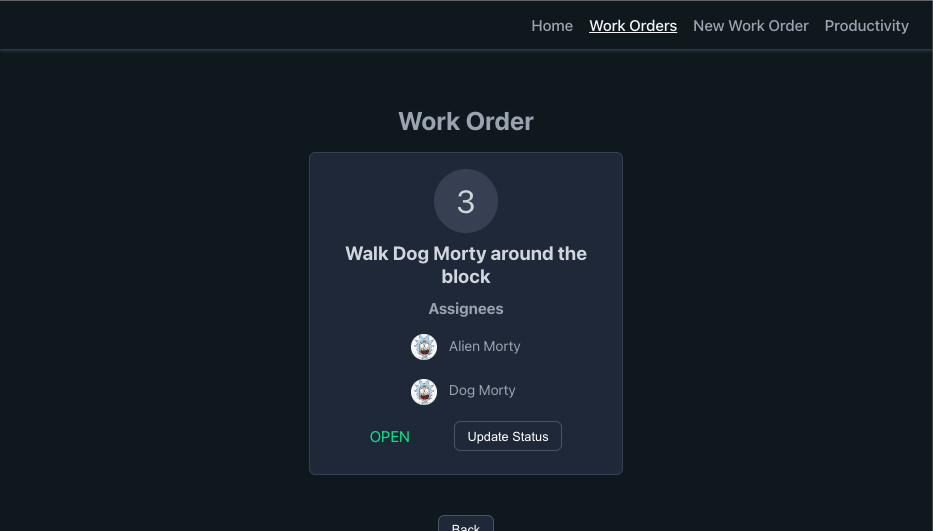 Home Work Orders New Work Order Productivity
Work Order
3
Walk Dog Morty around the
block
Assignees
Alien Morty
Dog Morty
OPEN Update Status
Back